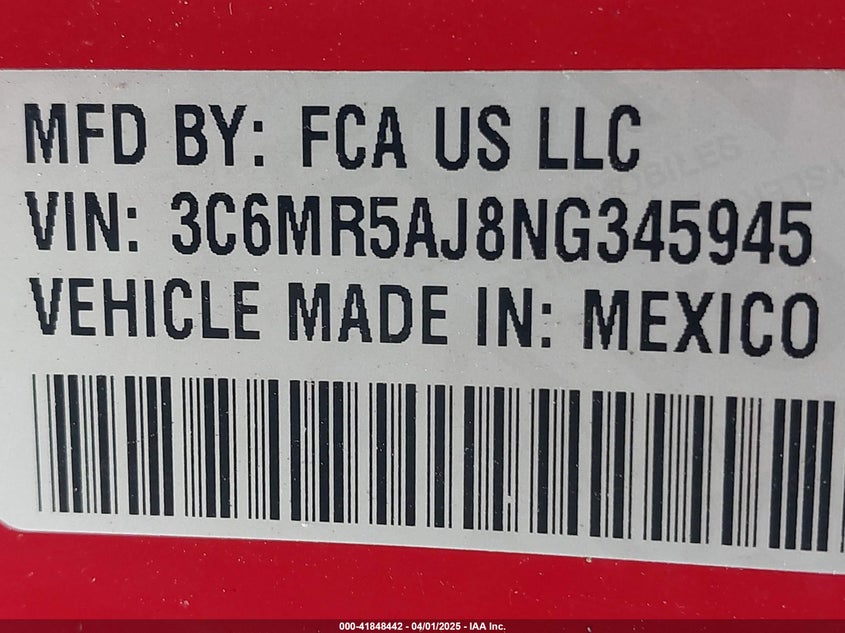 MFD BY: FCA US LLC
VIN: 3C6MR5AJ8NG345945
VEHICLE MADE IN: MEXICO
000-41848442 - 04/01/2025 - IAA Inc.